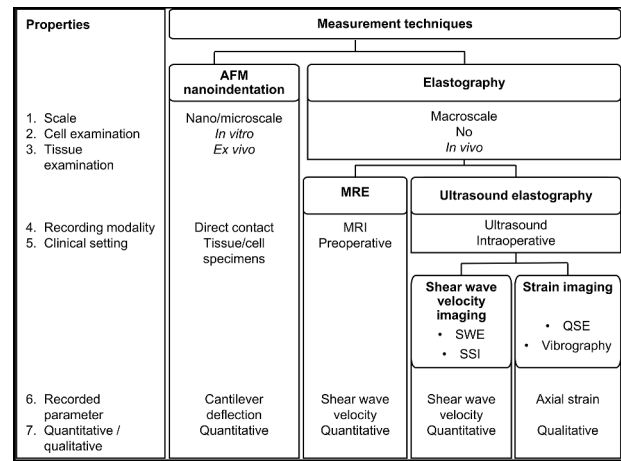 Properties
Measurement techniques
AFM
nanoindentation
Elastography
1. Scale
2. Cell examination
3. Tissue
examination
Nano/microscale
In vitro
Ex vivo
Macroscale
No
In vivo
MRE
Ultrasound elastography
4. Recording modality
5. Clinical setting
Direct contact
Tissue/cell
specimens
MRI
Preoperative
Ultrasound
Intraoperative
Shear wave
velocity
imaging
• SWE
• SSI
Strain imaging
• QSE
• Vibrography
6. Recorded
parameter
7. Quantitative /
qualitative
Cantilever
deflection
Quantitative
Shear wave
velocity
Quantitative
Shear wave
velocity
Quantitative
Axial strain
Qualitative